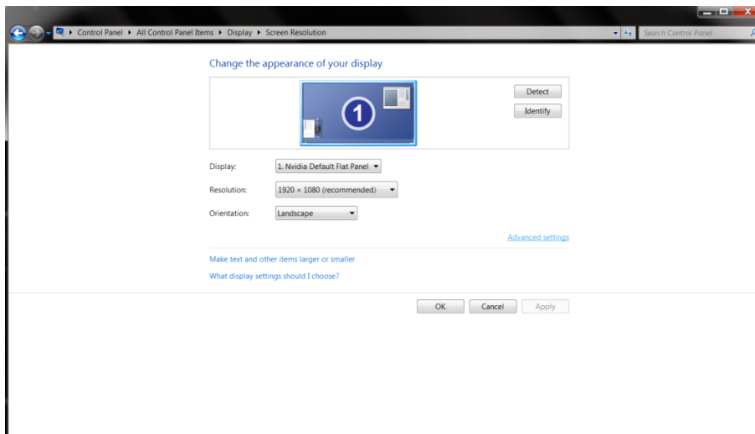 Control Panel ▸ All Control Panel Items ▸ Display ▸ Screen Resolution
Search Control Panel
Change the appearance of your display
1
Detect
Identify
Display: 1. Nvidia Default Flat Panel
Resolution: 1920 × 1080 (recommended)
Orientation: Landscape
Advanced settings
Make text and other items larger or smaller
What display settings should I choose?
OK Cancel Apply